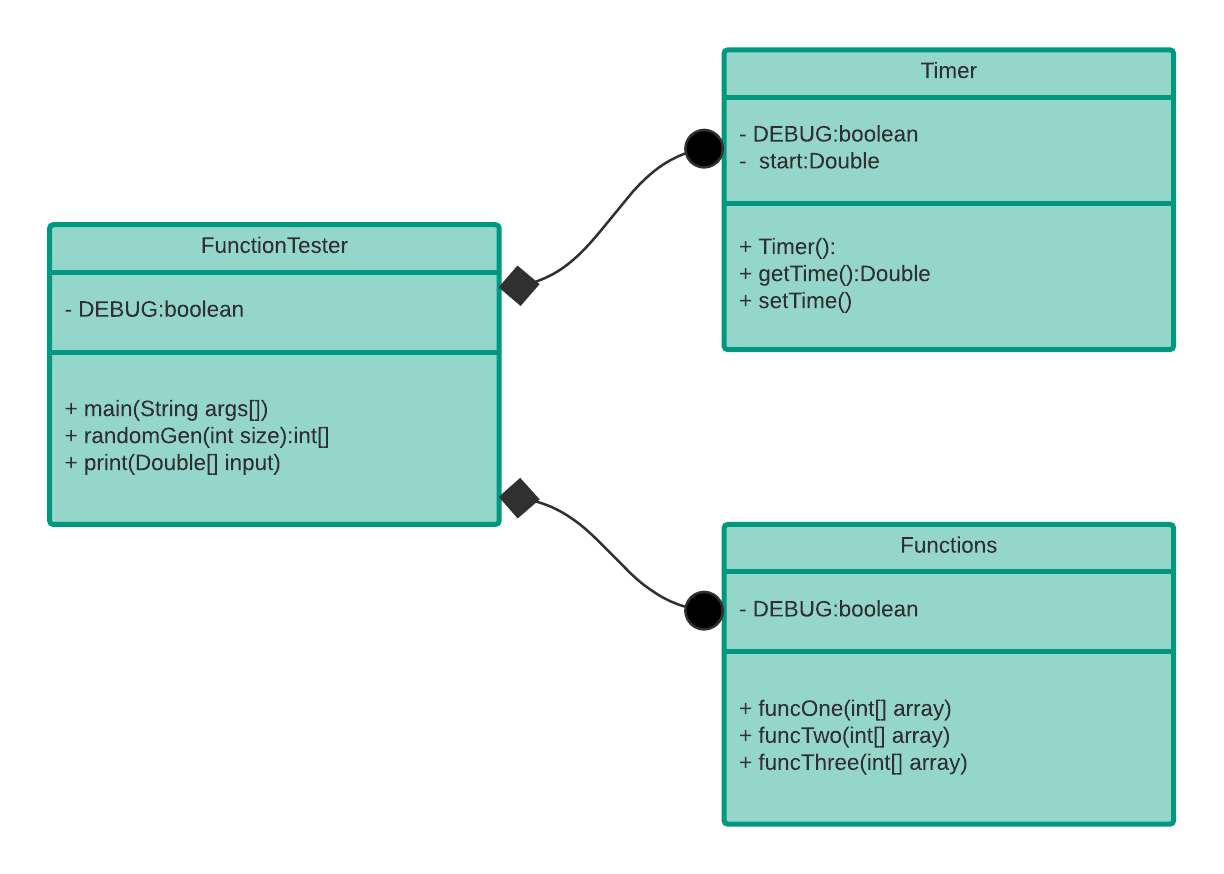 FunctionTester
- DEBUG:boolean
+ main(String args[])
+ randomGen(int size):int[]
+ print(Double[] input)
Timer
- DEBUG:boolean
-  start:Double
+ Timer():
+ getTime():Double
+ setTime()
Functions
- DEBUG:boolean
+ funcOne(int[] array)
+ funcTwo(int[] array)
+ funcThree(int[] array)